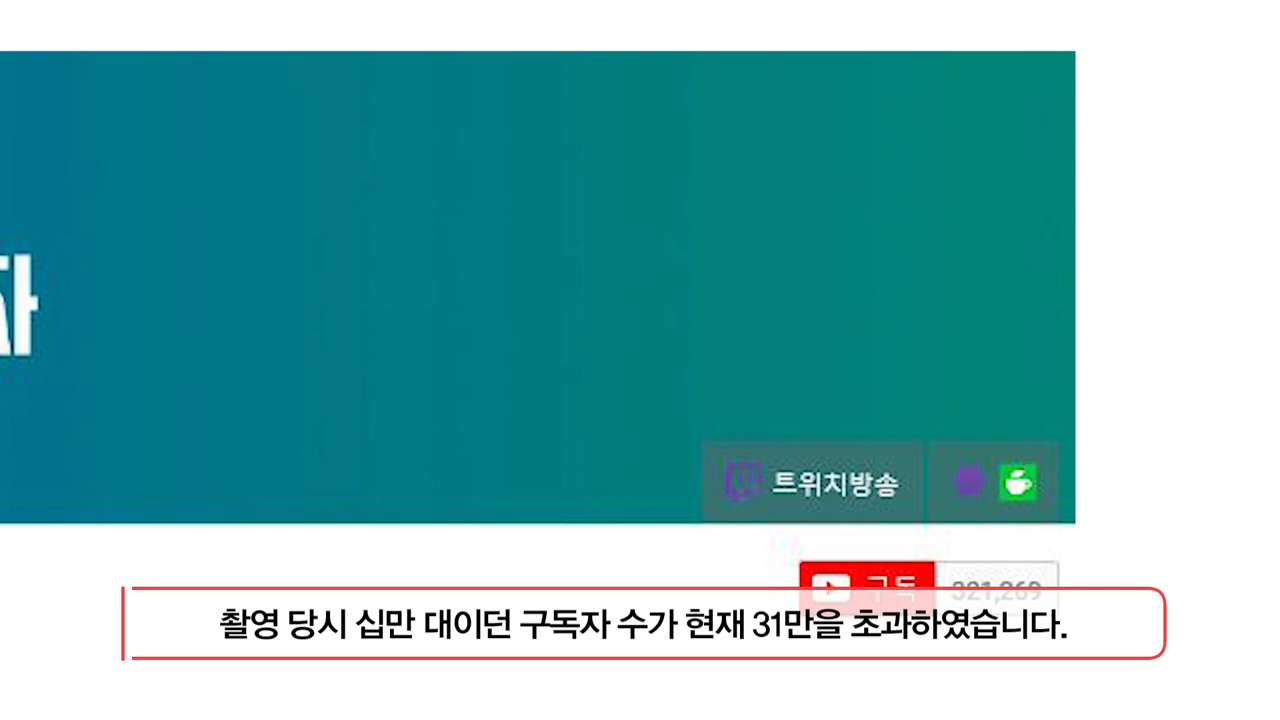 자
트위치방송
구독 321,269
촬영 당시 십만 대이던 구독자 수가 현재 31만을 초과하였습니다.